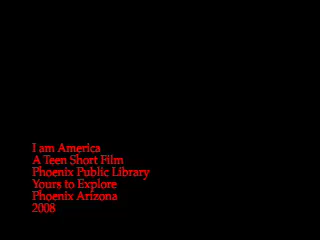 I am America
A Teen Short Film
Phoenix Public Library
Yours to Explore
Phoenix Arizona
2008